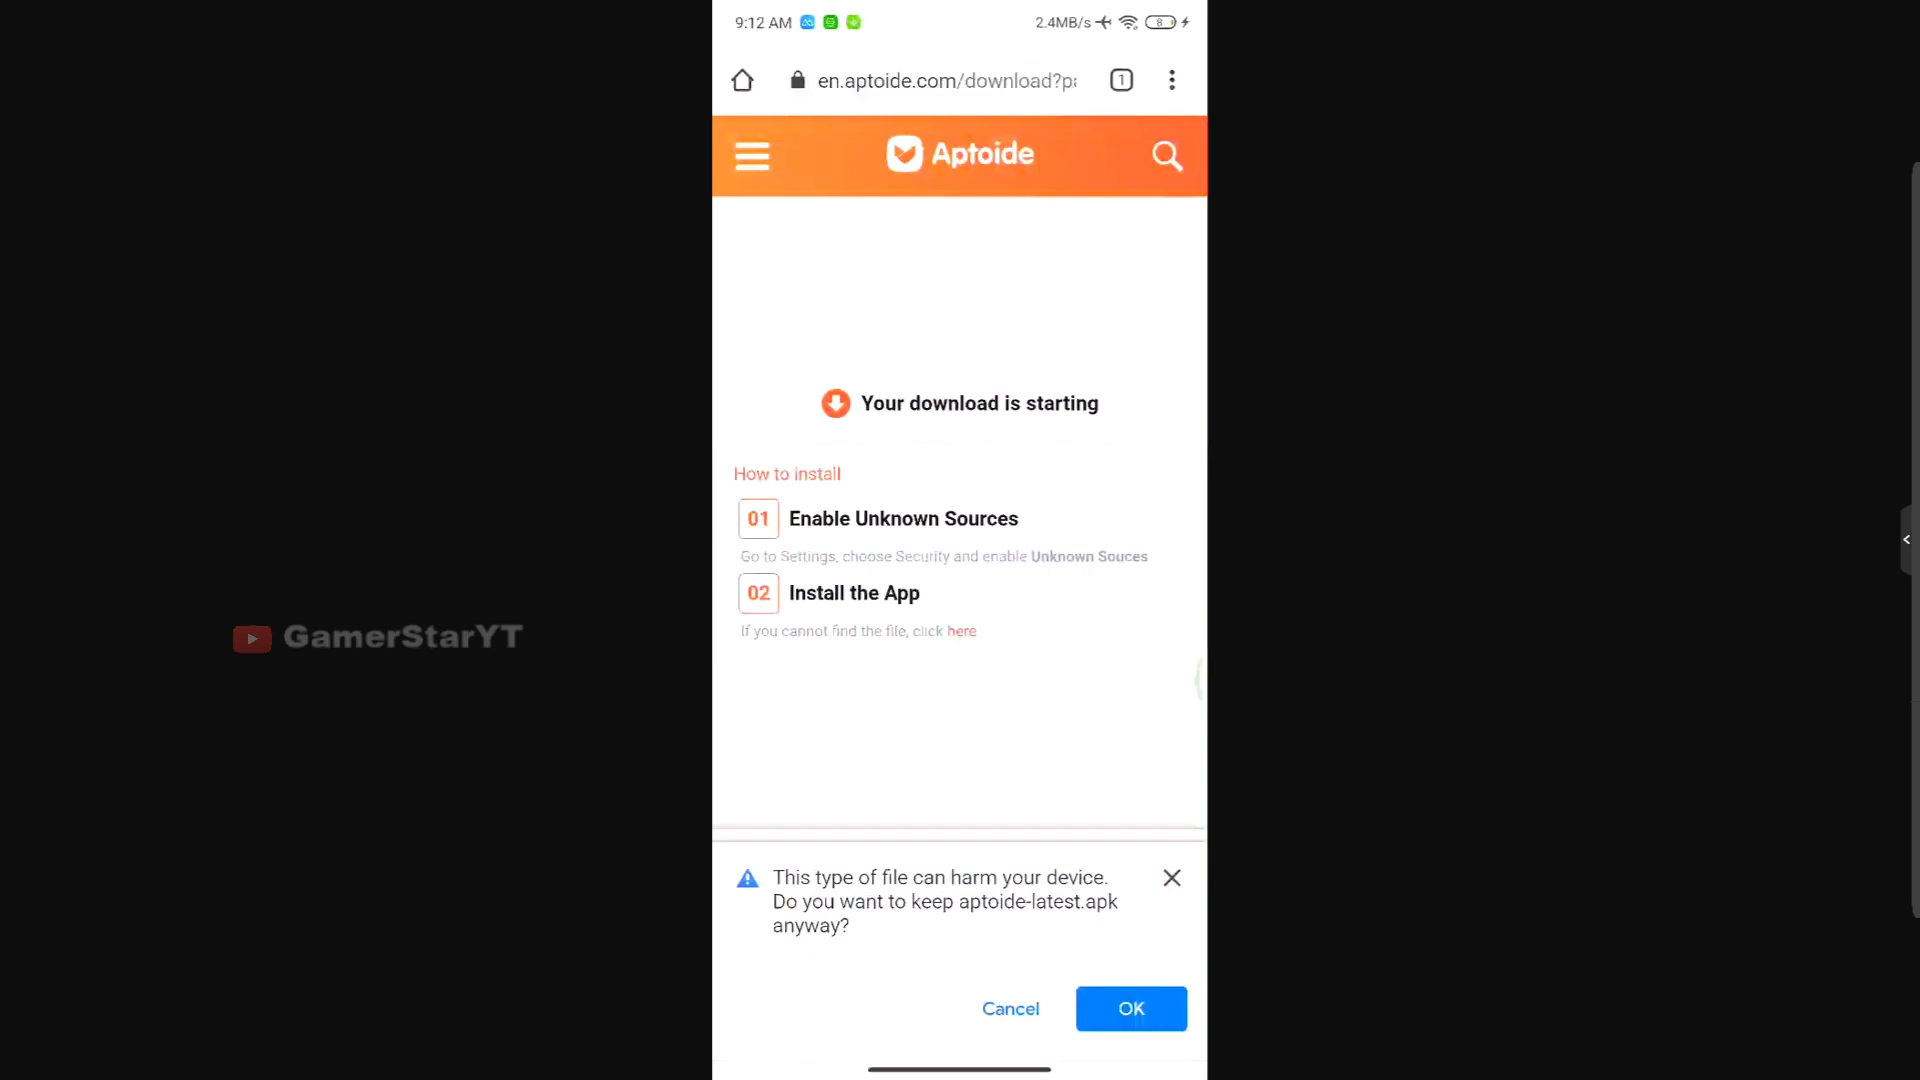 9:12 AM
2.4MB/s
8
en.aptoide.com/download?pa
1
Aptoide
Your download is starting
How to install
01 Enable Unknown Sources
Go to Settings, choose Security and enable Unknown Souces
02 Install the App
If you cannot find the file, click here
GamerStarYT
This type of file can harm your device.
Do you want to keep aptoide-latest.apk
anyway?
Cancel
OK